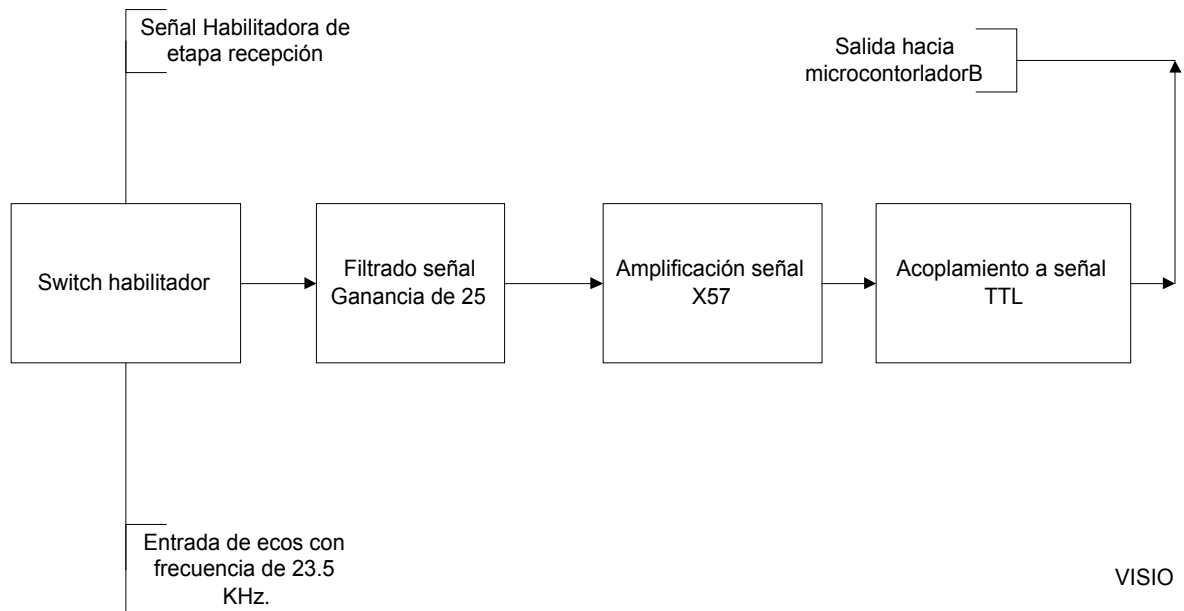 Señal Habilitadora de
etapa recepción
Salida hacia
microcontorladorB
Switch habilitador
Filtrado señal
Ganancia de 25
Amplificación señal
X57
Acoplamiento a señal
TTL
Entrada de ecos con
frecuencia de 23.5
KHz.
VISIO